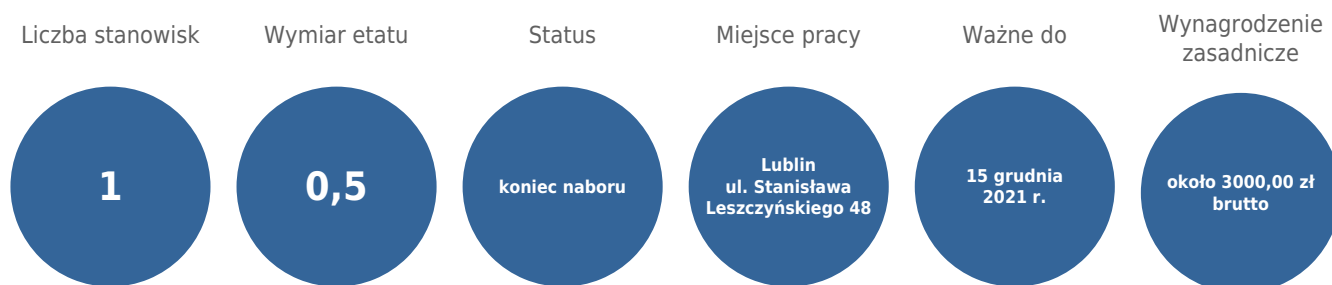 Liczba stanowisk
1
Wymiar etatu
0,5
Status
koniec naboru
Miejsce pracy
Lublin
ul. Stanisława
Leszczyńskiego 48
Ważne do
15 grudnia
2021 r.
Wynagrodzenie
zasadnicze
około 3000,00 zł
brutto